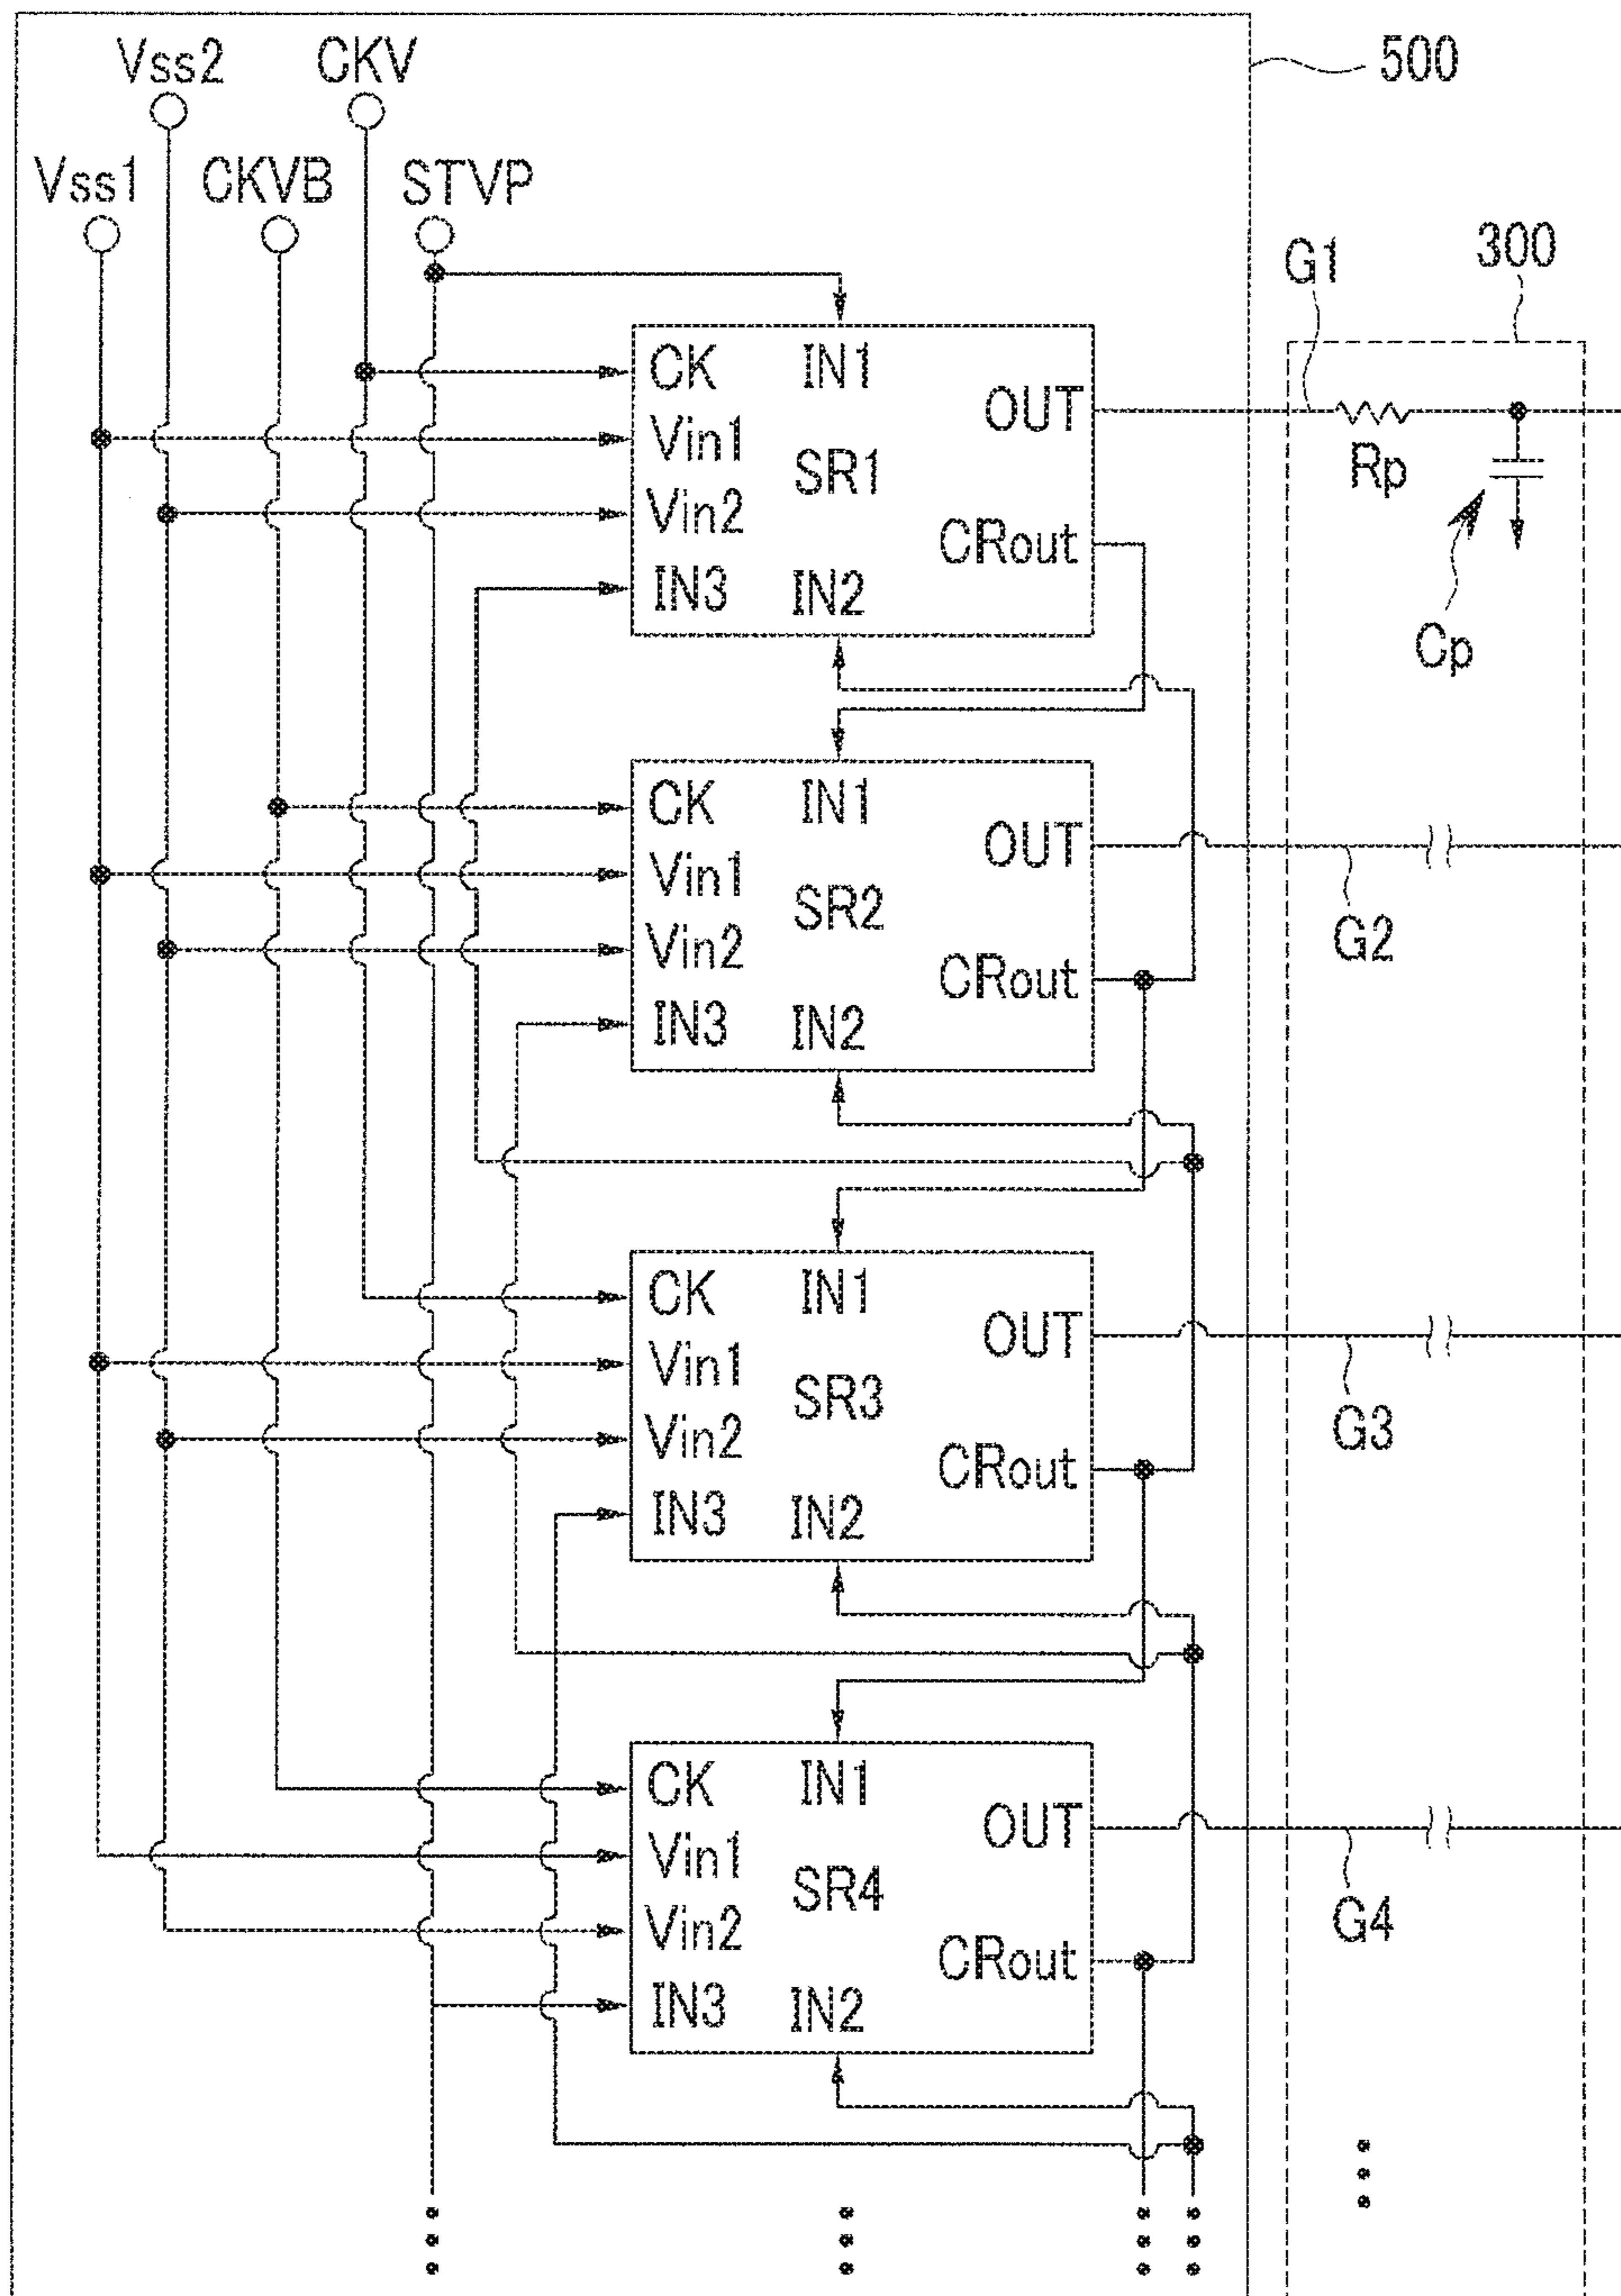 Vss2 CKV 500
Vss1 CKVB STVP
G1 300
CK IN1
OUT
Vin1
SR1
Rp
Vin2
CRout
IN3 IN2
Cp
CK IN1
OUT
Vin1
SR2
G2
Vin2
CRout
IN3 IN2
CK IN1
OUT
Vin1
SR3
G3
Vin2
CRout
IN3 IN2
CK IN1
OUT
Vin1
SR4
G4
Vin2
CRout
IN3 IN2